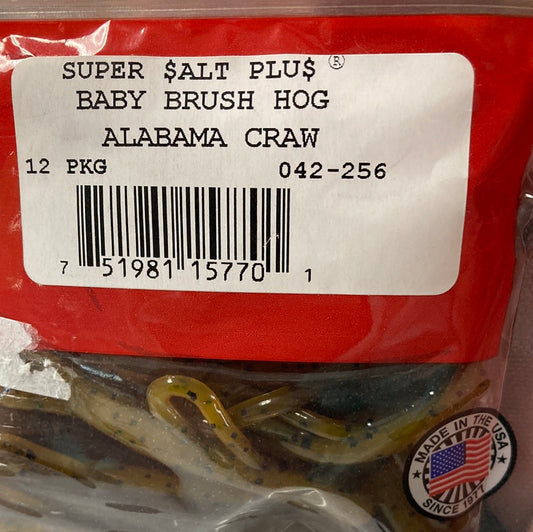 SUPER $ALT PLU$ ®
BABY BRUSH HOG
ALABAMA CRAW
12 PKG 042-256
7 51981 15770 1
MADE IN THE USA
SINCE 1977